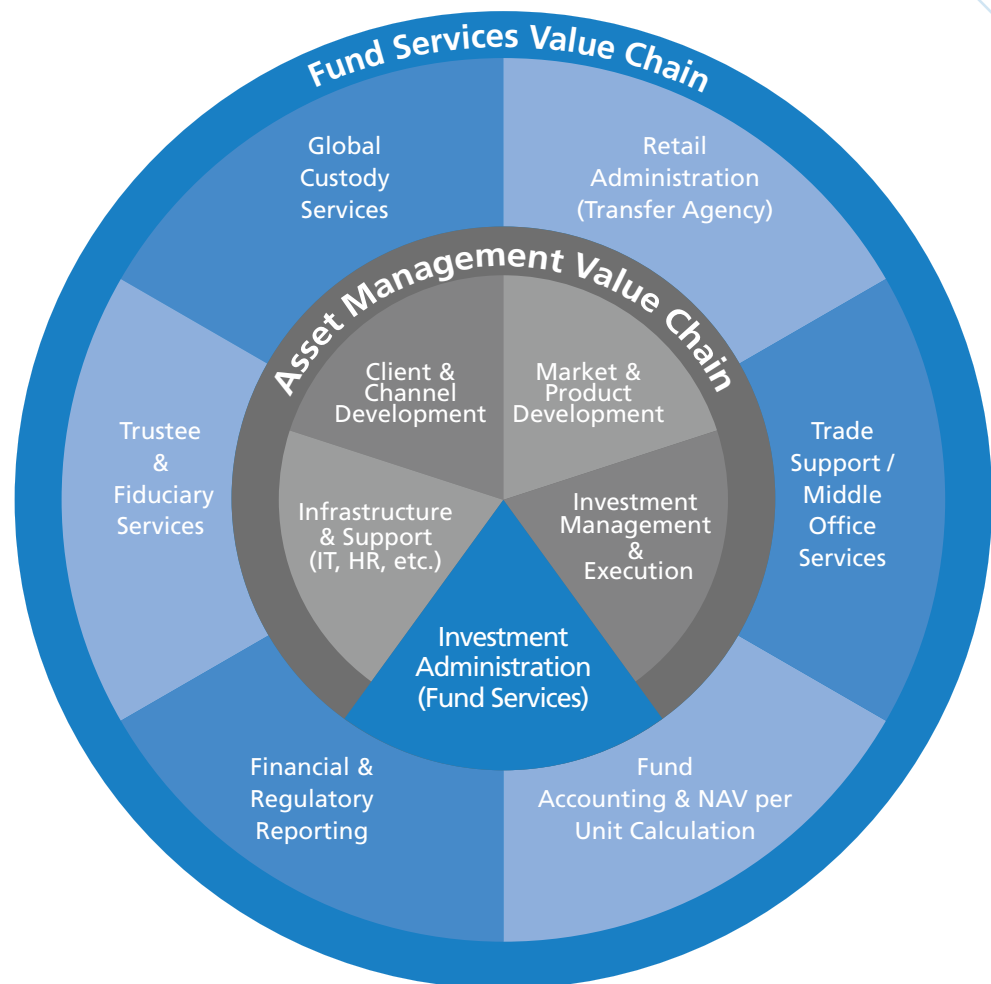 Fund Services Value Chain
Global
Custody
Services
Retail
Administration
(Transfer Agency)
Asset Management Value Chain
Client &
Channel
Development
Market &
Product
Development
Trustee
&
Fiduciary
Services
Infrastructure
& Support
(IT, HR, etc.)
Investment
Management
&
Execution
Trade
Support /
Middle
Office
Services
Investment
Administration
(Fund Services)
Financial &
Regulatory
Reporting
Fund
Accounting & NAV per
Unit Calculation